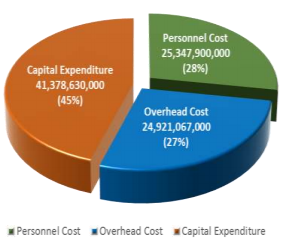 Personnel Cost
25,347,900,000
(28%)
Capital Expenditure
41,378,630,000
(45%)
Overhead Cost
24,921,067,000
(27%)
Personnel Cost Overhead Cost Capital Expenditure